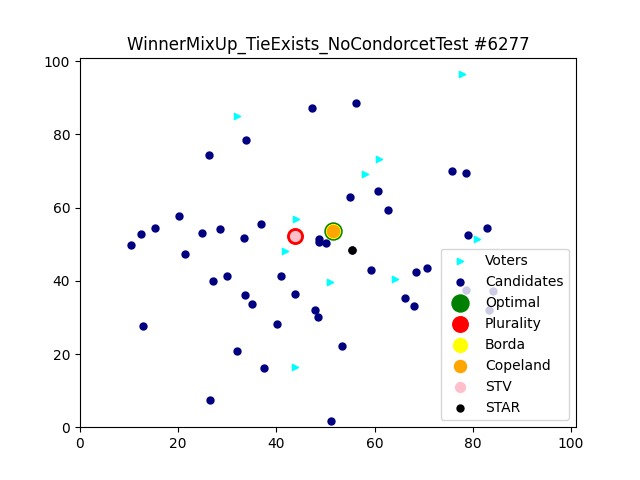 WinnerMixUp_TieExists_NoCondorcetTest #6277
100
80
60
40
20
0
Voters
Candidates
Optimal
Plurality
Borda
Copeland
STV
STAR
0 20 40 60 80 100